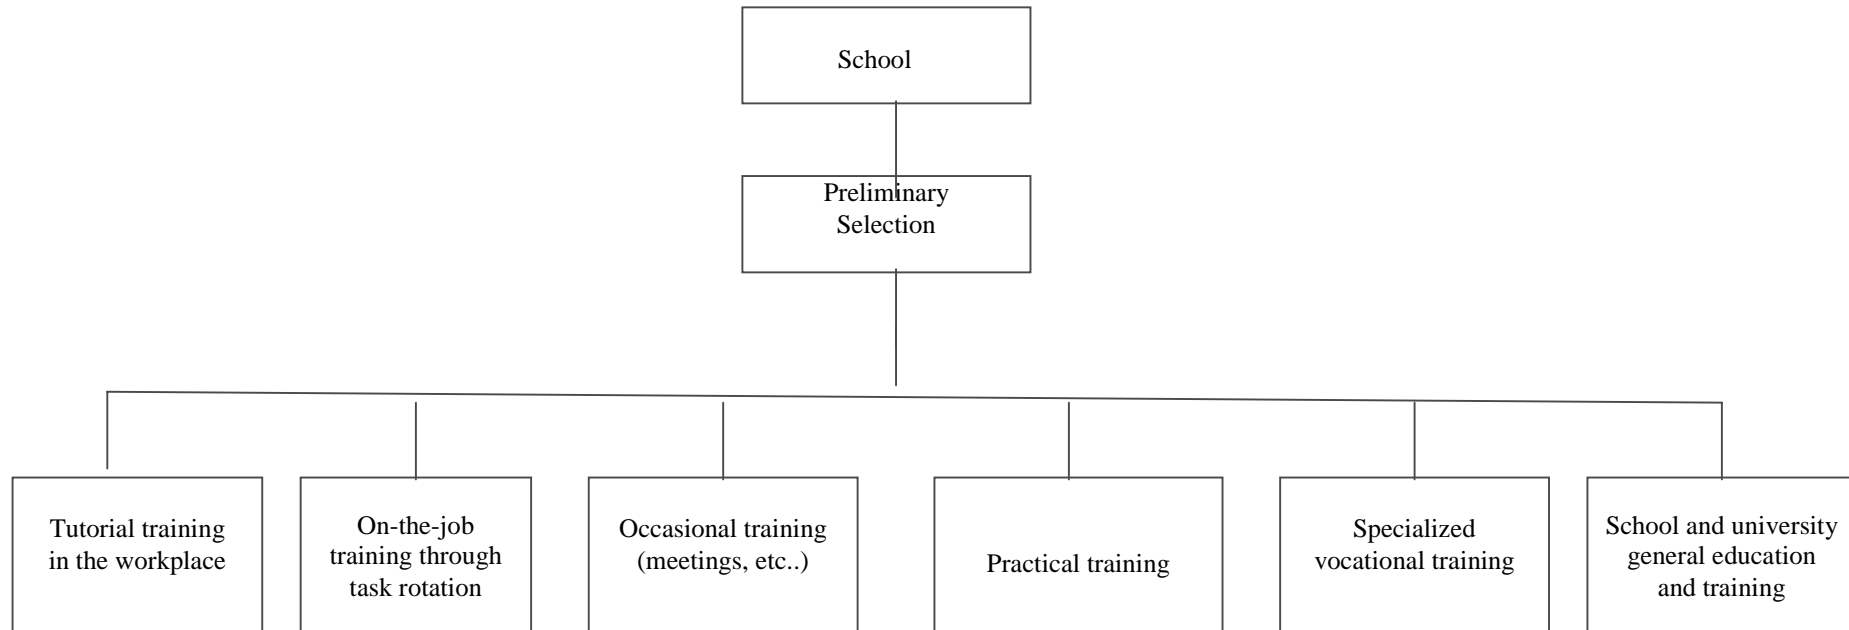 School
Preliminary
Selection
Tutorial training
in the workplace
On-the-job
training through
task rotation
Occasional training
(meetings, etc..)
Practical training
Specialized
vocational training
School and university
general education
and training